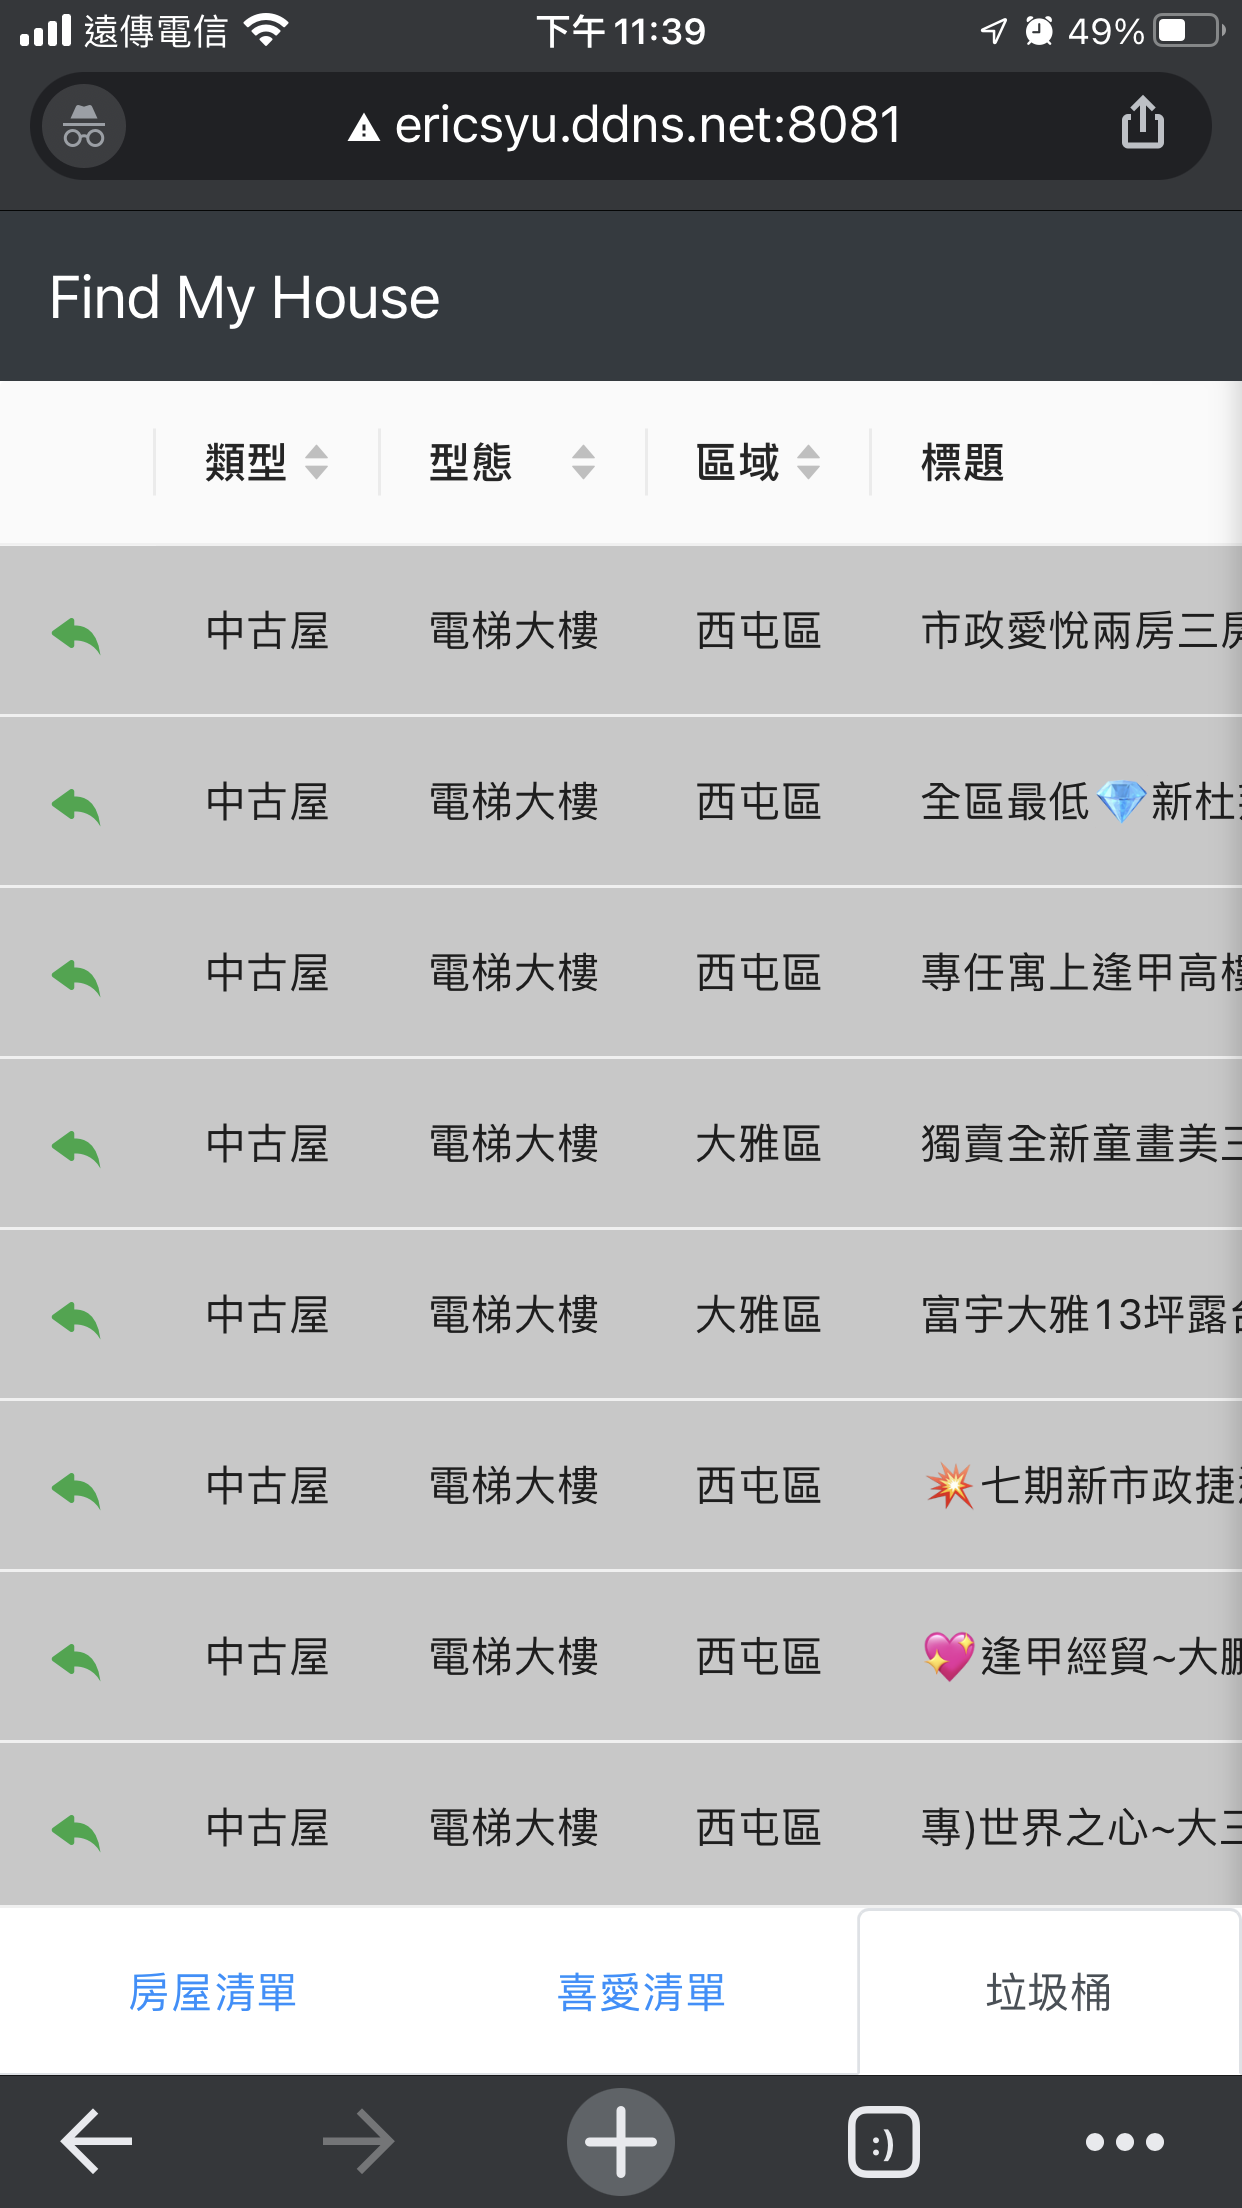 遠傳電信 下午 11:39 49%
ericsyu.ddns.net:8081
Find My House
類型 型態 區域 標題
中古屋 電梯大樓 西屯區 市政愛悅兩房三房
中古屋 電梯大樓 西屯區 全區最低💎新杜
中古屋 電梯大樓 西屯區 專任寓上逢甲高樓
中古屋 電梯大樓 大雅區 獨賣全新童畫美三
中古屋 電梯大樓 大雅區 富宇大雅13坪露台
中古屋 電梯大樓 西屯區 💥七期新市政捷
中古屋 電梯大樓 西屯區 💖逢甲經貿~大鵬
中古屋 電梯大樓 西屯區 專)世界之心~大三
房屋清單 喜愛清單 垃圾桶
:)